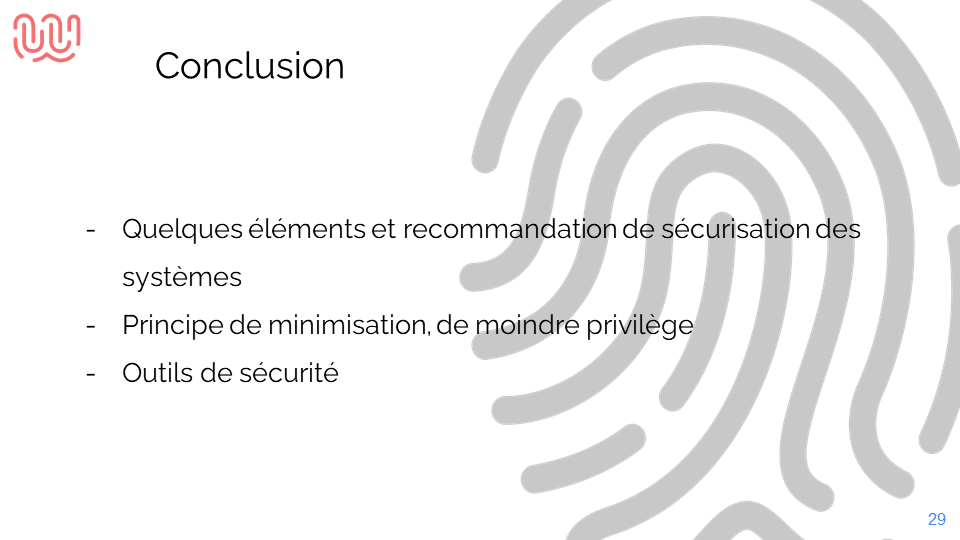 Conclusion
- Quelques éléments et recommandation de sécurisation des
systèmes
- Principe de minimisation, de moindre privilège
- Outils de sécurité
29